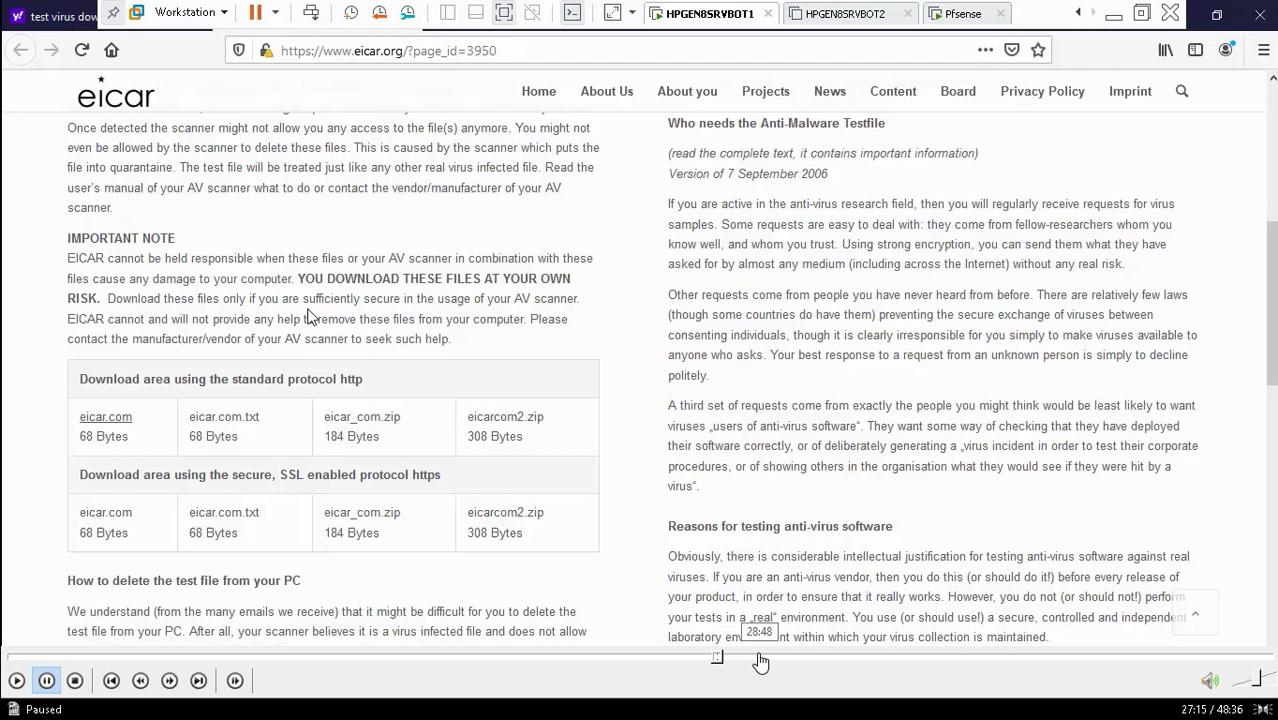 test virus dow
Workstation
HPGEN8SRVBOT1
HPGEN8SRVBOT2
Pfsense
https://www.eicar.org/?page_id=3950
eicar
Home
About Us
About you
Projects
News
Content
Board
Privacy Policy
Imprint
Once detected the scanner might not allow you any access to the file(s) anymore. You might not
even be allowed by the scanner to delete these files. This is caused by the scanner which puts the
file into quarantaine. The test file will be treated just like any other real virus infected file. Read the
user's manual of your AV scanner what to do or contact the vendor/manufacturer of your AV
scanner.
IMPORTANT NOTE
EICAR cannot be held responsible when these files or your AV scanner in combination with these
files cause any damage to your computer. YOU DOWNLOAD THESE FILES AT YOUR OWN
RISK. Download these files only if you are sufficiently secure in the usage of your AV scanner.
EICAR cannot and will not provide any help to remove these files from your computer. Please
contact the manufacturer/vendor of your AV scanner to seek such help.
Download area using the standard protocol http
eicar.com
68 Bytes
eicar.com.txt
68 Bytes
eicar_com.zip
184 Bytes
eicarcom2.zip
308 Bytes
Download area using the secure, SSL enabled protocol https
eicar.com
68 Bytes
eicar.com.txt
68 Bytes
eicar_com.zip
184 Bytes
eicarcom2.zip
308 Bytes
How to delete the test file from your PC
We understand (from the many emails we receive) that it might be difficult for you to delete the
test file from your PC. After all, your scanner believes it is a virus infected file and does not allow
Who needs the Anti-Malware Testfile
(read the complete text, it contains important information)
Version of 7 September 2006
If you are active in the anti-virus research field, then you will regularly receive requests for virus
samples. Some requests are easy to deal with: they come from fellow-researchers whom you
know well, and whom you trust. Using strong encryption, you can send them what they have
asked for by almost any medium (including across the Internet) without any real risk.
Other requests come from people you have never heard from before. There are relatively few laws
(though some countries do have them) preventing the secure exchange of viruses between
consenting individuals, though it is clearly irresponsible for you simply to make viruses available to
anyone who asks. Your best response to a request from an unknown person is simply to decline
politely.
A third set of requests come from exactly the people you might think would be least likely to want
viruses „users of anti-virus software“. They want some way of checking that they have deployed
their software correctly, or of deliberately generating a „virus incident in order to test their corporate
procedures, or of showing others in the organisation what they would see if they were hit by a
virus“.
Reasons for testing anti-virus software
Obviously, there is considerable intellectual justification for testing anti-virus software against real
viruses. If you are an anti-virus vendor, then you do this (or should do it!) before every release of
your product, in order to ensure that it really works. However, you do not (or should not!) perform
your tests in a „real“ environment. You use (or should use!) a secure, controlled and independent
laboratory within which your virus collection is maintained.
28:48
Paused
27:15 / 48:36